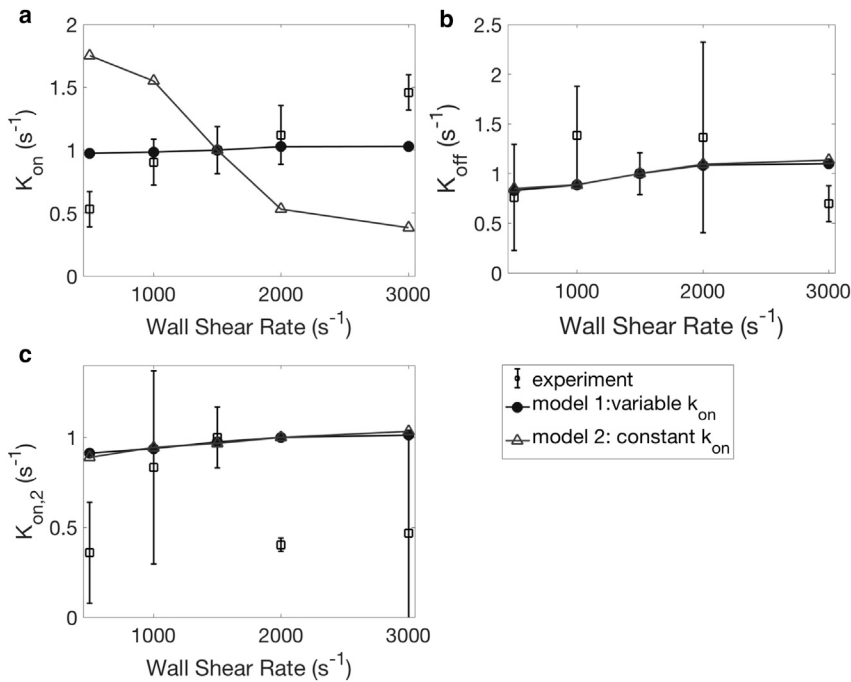 a
2
1.5
1
0.5
0
K_on (s^-1)
1000 2000 3000
Wall Shear Rate (s^-1)
b
2.5
2
1.5
1
0.5
0
K_off (s^-1)
1000 2000 3000
Wall Shear Rate (s^-1)
c
1
0.5
0
K_on,2 (s^-1)
1000 2000 3000
Wall Shear Rate (s^-1)
experiment
model 1:variable k_on
model 2: constant k_on